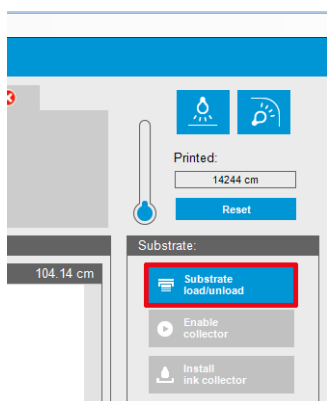 Printed:
14244 cm
Reset
Substrate:
104.14 cm
Substrate
load/unload
Enable
collector
Install
ink collector